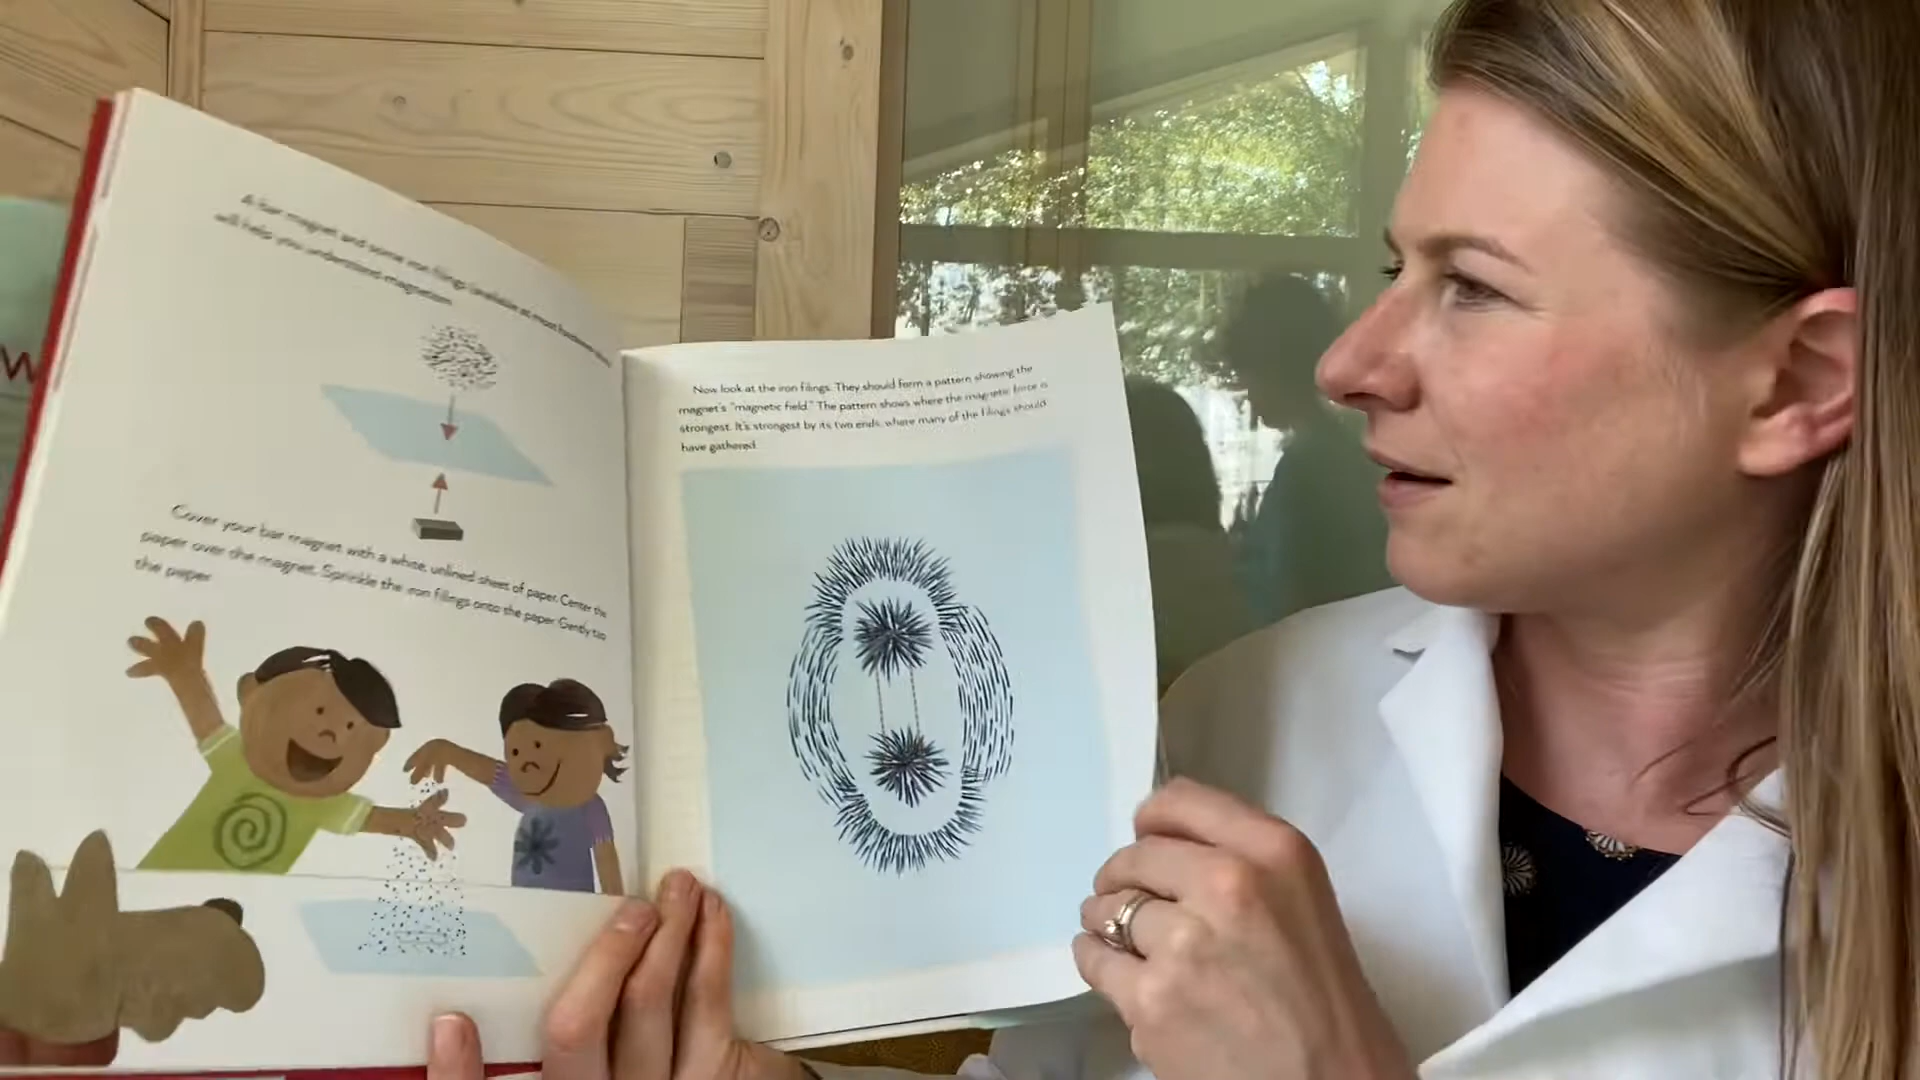 A bar magnet and some iron filings (available at most hardware
will help you understand magnetism.
Cover your bar magnet with a white, unlined sheet of paper. Center the
paper over the magnet. Sprinkle the iron filings onto the paper. Gently tap
the paper.
Now look at the iron filings. They should form a pattern showing the
magnet's "magnetic field." The pattern shows where the magnetic force is
strongest. It's strongest by its two ends, where many of the filings should
have gathered.